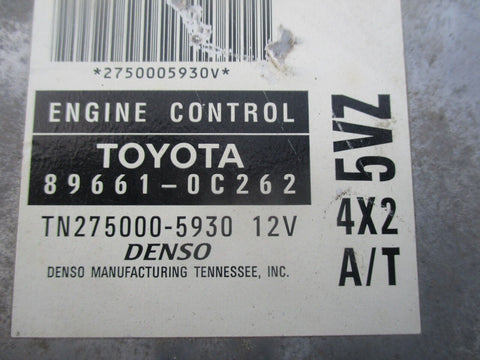 *2750005930V*
ENGINE CONTROL
TOYOTA
89661-0C262
TN275000-5930 12V
DENSO
DENSO MANUFACTURING TENNESSEE, INC.
5VZ
4X2
A/T